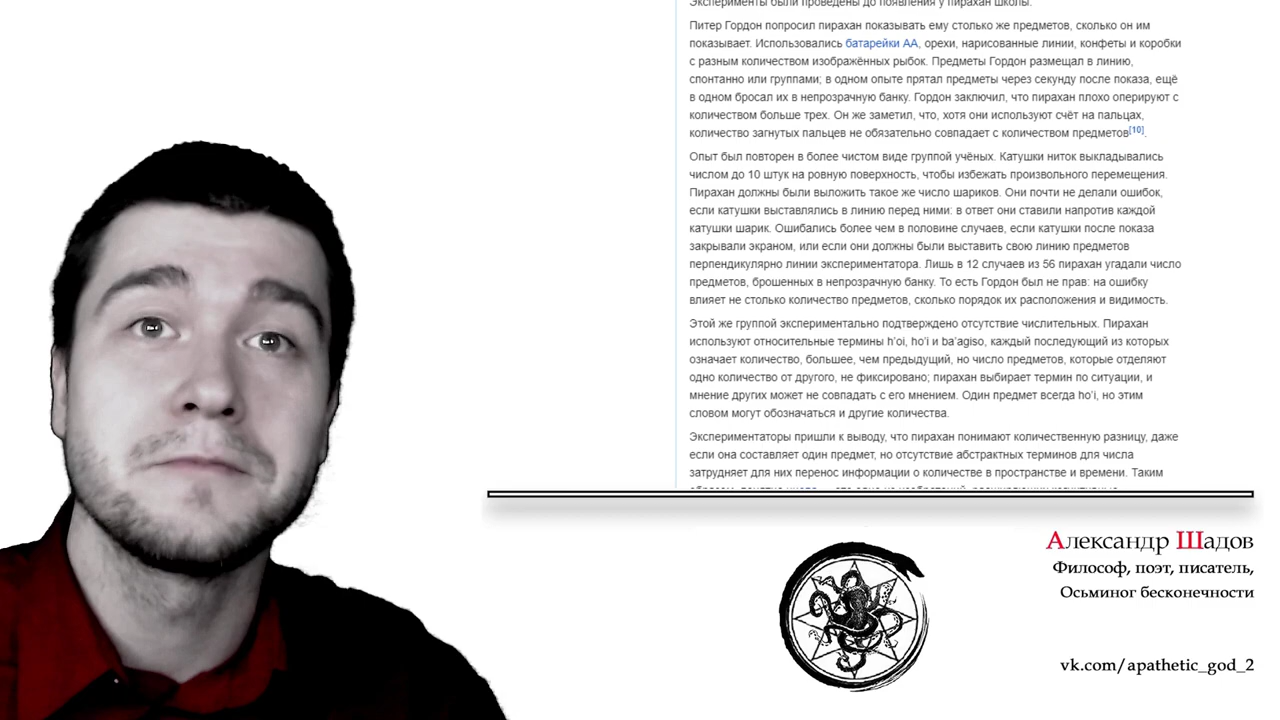 Эксперименты были проведены до появления у пирахан школы.
Питер Гордон попросил пирахан показывать ему столько же предметов, сколько он им
показывает. Использовались батарейки АА, орехи, нарисованные линии, конфеты и коробки
с разным количеством изображённых рыбок. Предметы Гордон размещал в линию,
спонтанно или группами; в одном опыте прятал предметы через секунду после показа, ещё
в одном бросал их в непрозрачную банку. Гордон заключил, что пирахан плохо оперируют с
количеством больше трех. Он же заметил, что, хотя они используют счёт на пальцах,
количество загнутых пальцев не обязательно совпадает с количеством предметов[10].
Опыт был повторен в более чистом виде группой учёных. Катушки ниток выкладывались
числом до 10 штук на ровную поверхность, чтобы избежать произвольного перемещения.
Пирахан должны были выложить такое же число шариков. Они почти не делали ошибок,
если катушки выставлялись в линию перед ними: в ответ они ставили напротив каждой
катушки шарик. Ошибались более чем в половине случаев, если катушки после показа
закрывали экраном, или если они должны были выставить свою линию предметов
перпендикулярно линии экспериментатора. Лишь в 12 случаев из 56 пирахан угадали число
предметов, брошенных в непрозрачную банку. То есть Гордон был не прав: на ошибку
влияет не столько количество предметов, сколько порядок их расположения и видимость.
Этой же группой экспериментально подтверждено отсутствие числительных. Пирахан
используют относительные термины h’oi, ho’i и ba’agiso, каждый последующий из которых
означает количество, большее, чем предыдущий, но число предметов, которые отделяют
одно количество от другого, не фиксировано; пирахан выбирает термин по ситуации, и
мнение других может не совпадать с его мнением. Один предмет всегда ho’i, но этим
словом могут обозначаться и другие количества.
Экспериментаторы пришли к выводу, что пирахан понимают количественную разницу, даже
если она составляет один предмет, но отсутствие абстрактных терминов для числа
затрудняет для них перенос информации о количестве в пространстве и времени. Таким
Александр Шадов
Философ, поэт, писатель,
Осьминог бесконечности
vk.com/apathetic_god_2